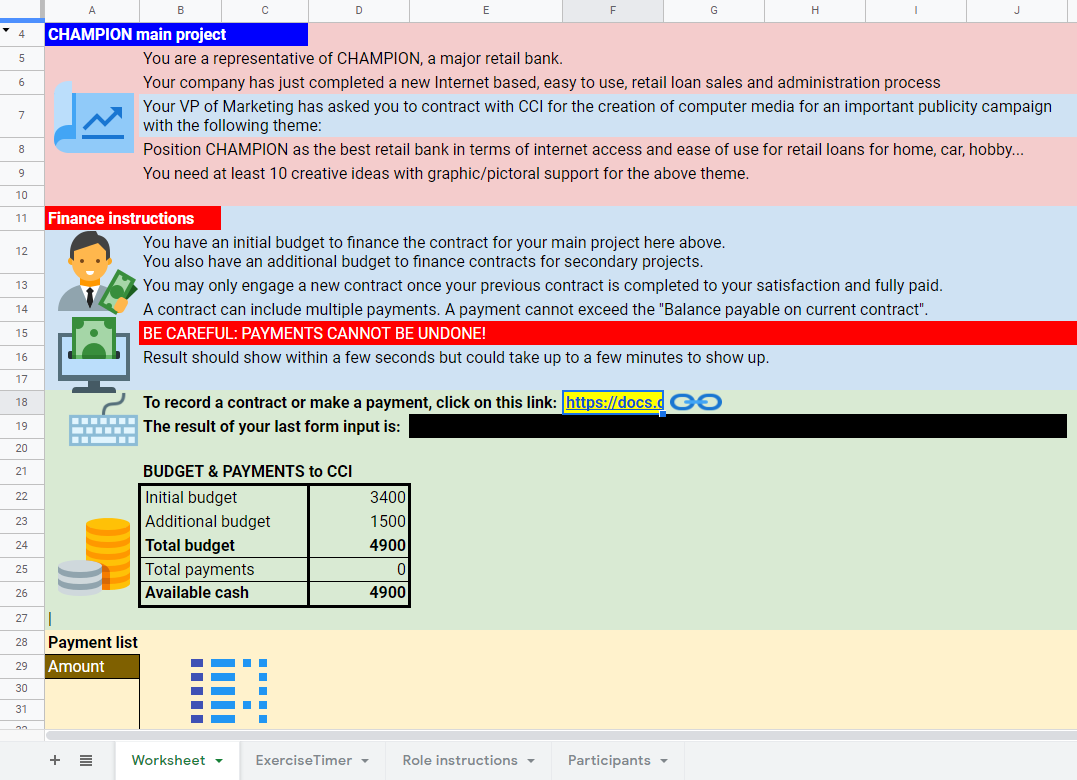 A B C D E F G H I J
4 CHAMPION main project
5 You are a representative of CHAMPION, a major retail bank.
6 Your company has just completed a new Internet based, easy to use, retail loan sales and administration process
7 Your VP of Marketing has asked you to contract with CCI for the creation of computer media for an important publicity campaign
with the following theme:
8 Position CHAMPION as the best retail bank in terms of internet access and ease of use for retail loans for home, car, hobby...
9 You need at least 10 creative ideas with graphic/pictoral support for the above theme.
10
11 Finance instructions
12 You have an initial budget to finance the contract for your main project here above.
You also have an additional budget to finance contracts for secondary projects.
13 You may only engage a new contract once your previous contract is completed to your satisfaction and fully paid.
14 A contract can include multiple payments. A payment cannot exceed the "Balance payable on current contract".
15 BE CAREFUL: PAYMENTS CANNOT BE UNDONE!
16 Result should show within a few seconds but could take up to a few minutes to show up.
17
18 To record a contract or make a payment, click on this link: https://docs.
19 The result of your last form input is:
20
21 BUDGET & PAYMENTS to CCI
22 Initial budget 3400
23 Additional budget 1500
24 Total budget 4900
25 Total payments 0
26 Available cash 4900
27
28 Payment list
29 Amount
30
31
Worksheet ExerciseTimer Role instructions Participants